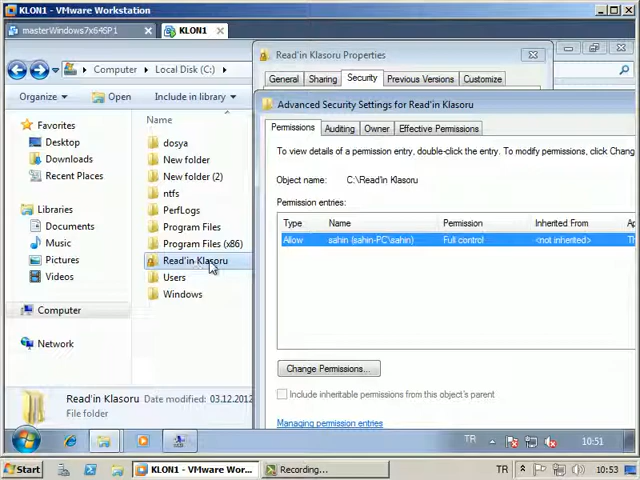 KLON1 - VMware Workstation
masterWindows7x64SP1
KLON1
Read'in Klasoru Properties
Computer
Local Disk (C:)
General
Sharing
Security
Previous Versions
Customize
Organize
Open
Include in library
Advanced Security Settings for Read'in Klasoru
Permissions
Auditing
Owner
Effective Permissions
To view details of a permission entry, double-click the entry. To modify permissions, click Chang
Object name:
C:\Read'in Klasoru
Permission entries:
Type
Name
Permission
Inherited From
Allow
sahin (sahin-PC\sahin)
Full control
<not inherited>
Change Permissions...
Include inheritable permissions from this object's parent
Managing permission entries
Favorites
Desktop
Downloads
Recent Places
Libraries
Documents
Music
Pictures
Videos
Computer
Network
Name
dosya
New folder
New folder (2)
ntfs
PerfLogs
Program Files
Program Files (x86)
Read'in Klasoru
Users
Windows
Read'in Klasoru
Date modified: 03.12.2012
File folder
TR
10:51
Start
KLON1 - VMware Wor...
Recording...
TR
10:53